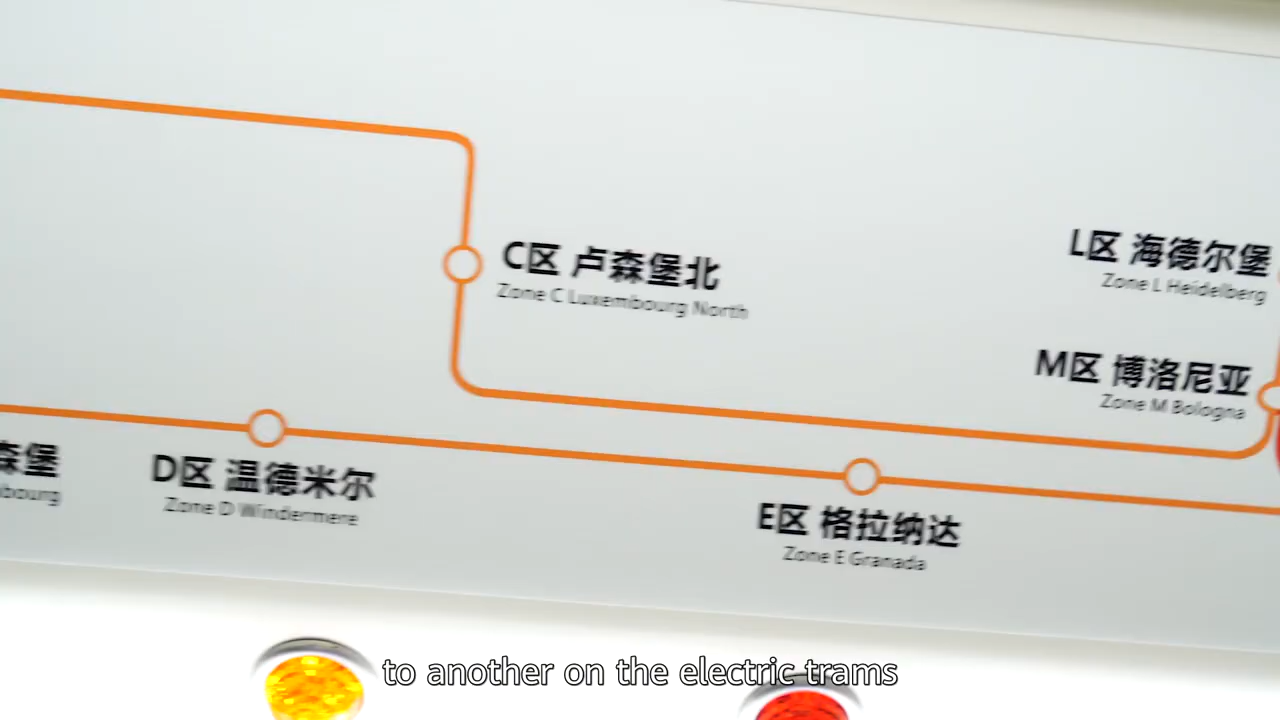 C区 卢森堡北
Zone C Luxembourg North
L区 海德尔堡
Zone L Heidelberg
M区 博洛尼亚
Zone M Bologna
森堡
bourg
D区 温德米尔
Zone D Windermere
E区 格拉纳达
Zone E Granada
to another on the electric trams